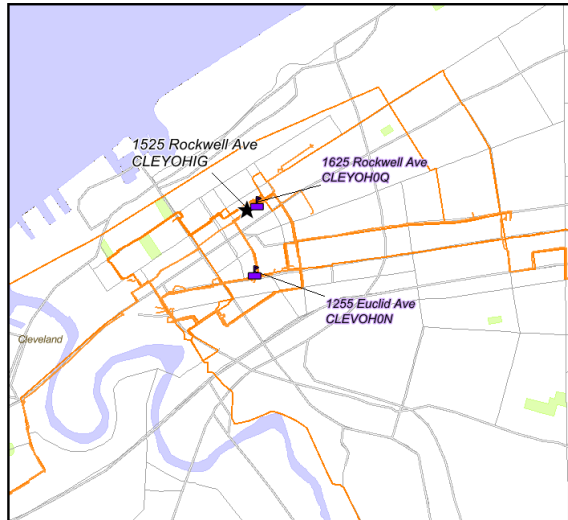 1525 Rockwell Ave
CLEYOHIG
1625 Rockwell Ave
CLEYOH0Q
1255 Euclid Ave
CLEVOH0N
Cleveland